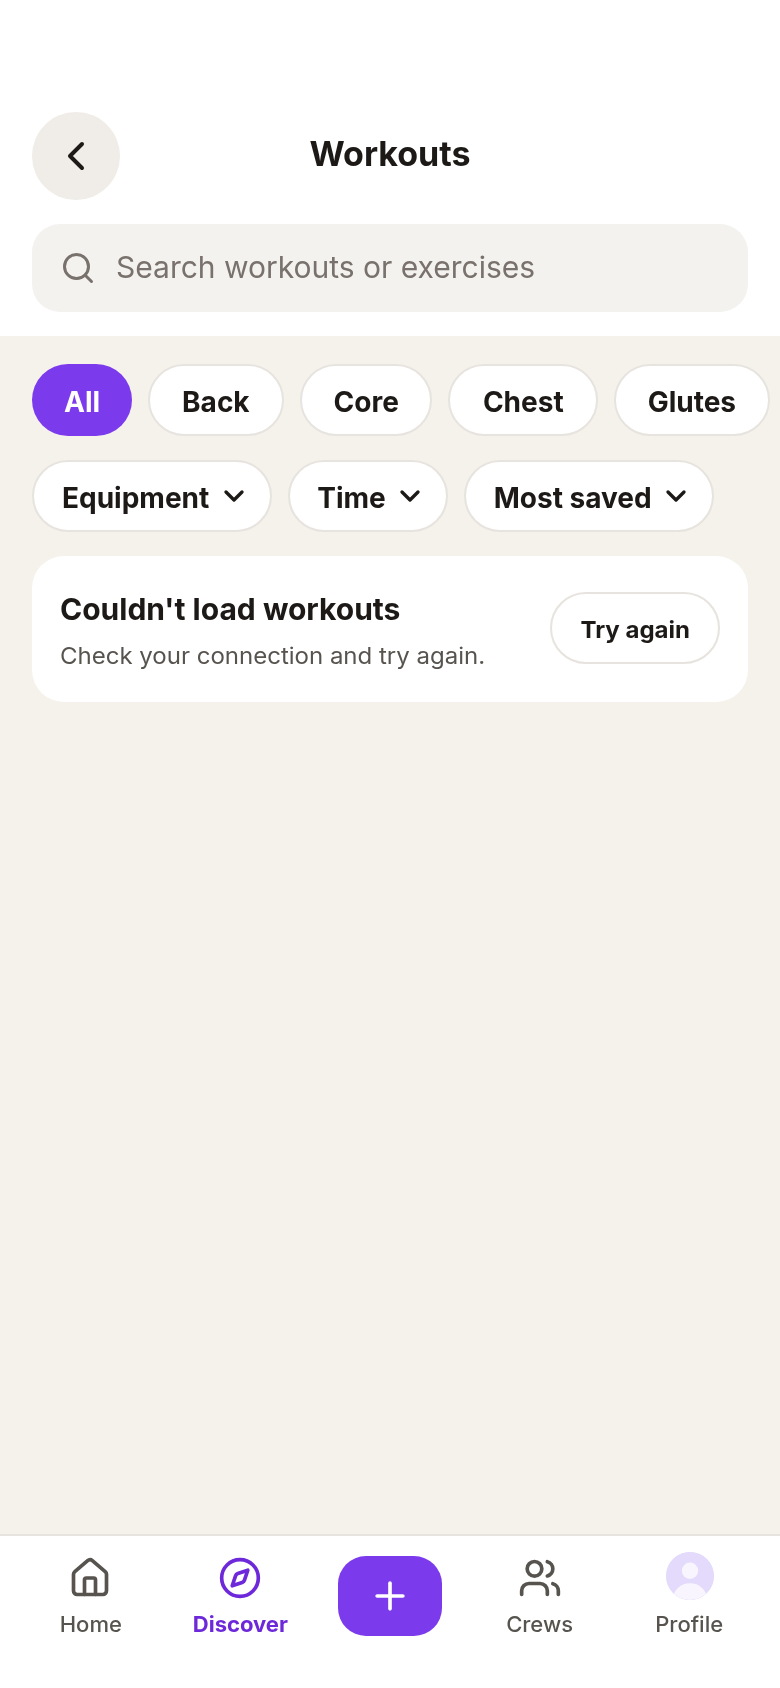 Workouts
Search workouts or exercises
All Back Core Chest Glutes
Equipment Time Most saved
Couldn't load workouts
Check your connection and try again.
Try again
Home Discover Crews Profile